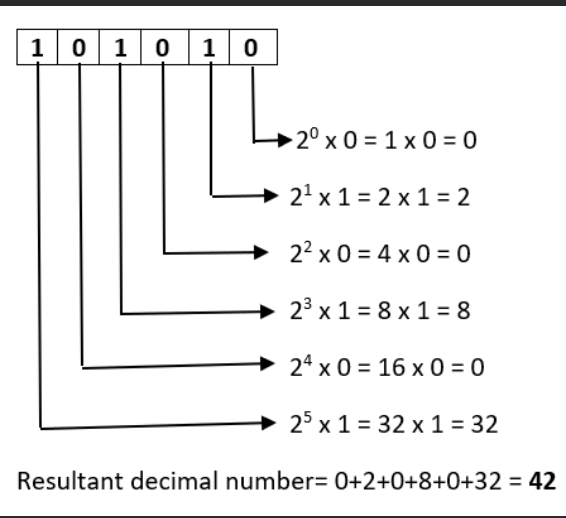 1 0 1 0 1 0
2⁰ x 0 = 1 x 0 = 0
2¹ x 1 = 2 x 1 = 2
2² x 0 = 4 x 0 = 0
2³ x 1 = 8 x 1 = 8
2⁴ x 0 = 16 x 0 = 0
2⁵ x 1 = 32 x 1 = 32
Resultant decimal number= 0+2+0+8+0+32 = 42